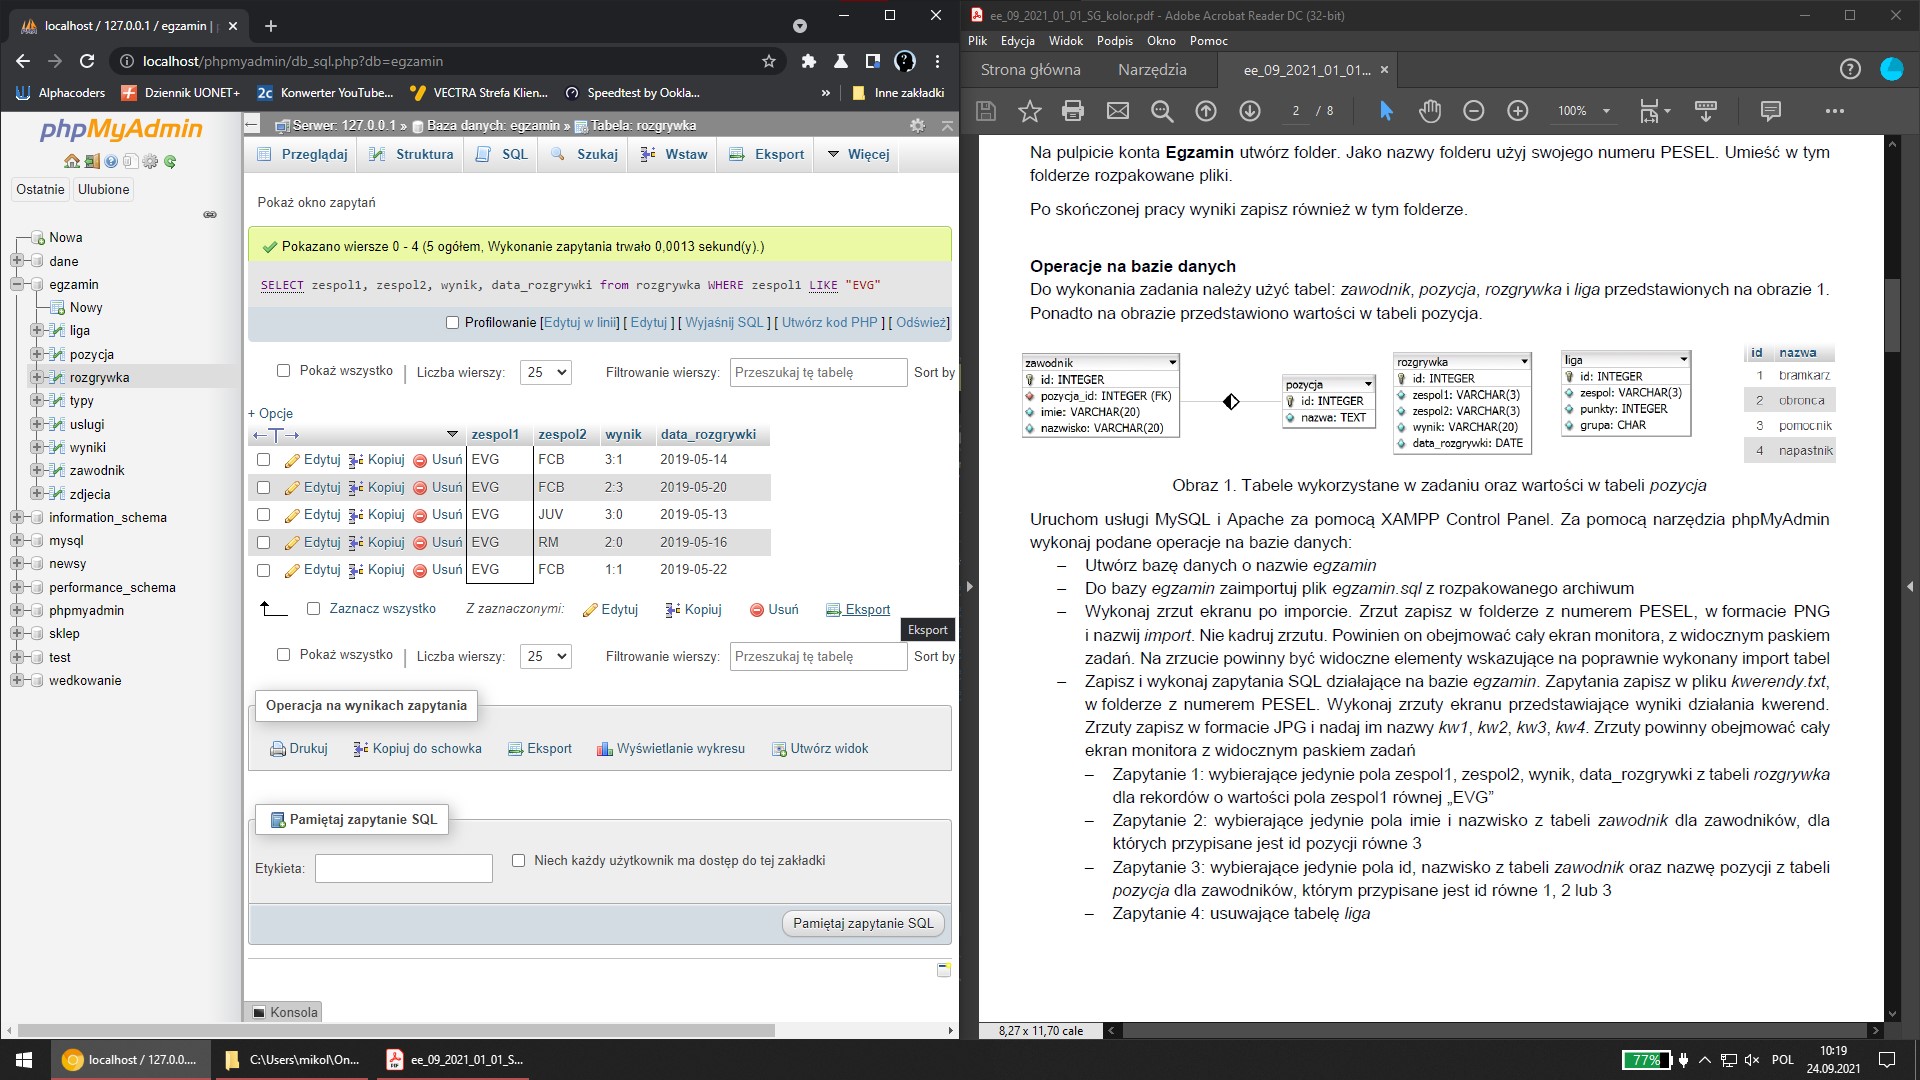 localhost / 127.0.0.1 / egzamin |
localhost/phpmyadmin/db_sql.php?db=egzamin
Alphacoders
Dziennik UONET+
Konwerter YouTube...
VECTRA Strefa Klien...
Speedtest by Ookla...
»
Inne zakładki
phpMyAdmin
Ostatnie
Ulubione
Nowa
dane
egzamin
Nowy
liga
pozycja
rozgrywka
typy
uslugi
wyniki
zawodnik
zdjecia
information_schema
mysql
newsy
performance_schema
phpmyadmin
sklep
test
wedkowanie
Serwer: 127.0.0.1 » Baza danych: egzamin » Tabela: rozgrywka
Przeglądaj Struktura SQL Szukaj Wstaw Eksport Więcej
Pokaż okno zapytań
Pokazano wiersze 0 - 4 (5 ogółem, Wykonanie zapytania trwało 0,0013 sekund(y).)
SELECT zespol1, zespol2, wynik, data_rozgrywki from rozgrywka WHERE zespol1 LIKE "EVG"
Profilowanie [Edytuj w linii] [ Edytuj ] [ Wyjaśnij SQL ] [ Utwórz kod PHP ] [ Odśwież]
Pokaż wszystko | Liczba wierszy: 25 Filtrowanie wierszy: Przeszukaj tę tabelę Sort by
+ Opcje
←T→ zespol1 zespol2 wynik data_rozgrywki
Edytuj Kopiuj Usuń EVG FCB 3:1 2019-05-14
Edytuj Kopiuj Usuń EVG FCB 2:3 2019-05-20
Edytuj Kopiuj Usuń EVG JUV 3:0 2019-05-13
Edytuj Kopiuj Usuń EVG RM 2:0 2019-05-16
Edytuj Kopiuj Usuń EVG FCB 1:1 2019-05-22
Zaznacz wszystko Z zaznaczonymi: Edytuj Kopiuj Usuń Eksport
Eksport
Pokaż wszystko | Liczba wierszy: 25 Filtrowanie wierszy: Przeszukaj tę tabelę Sort by
Operacja na wynikach zapytania
Drukuj Kopiuj do schowka Eksport Wyświetlanie wykresu Utwórz widok
Pamiętaj zapytanie SQL
Etykieta: Niech każdy użytkownik ma dostęp do tej zakładki
Pamiętaj zapytanie SQL
Konsola
ee_09_2021_01_01_SG_kolor.pdf - Adobe Acrobat Reader DC (32-bit)
Plik Edycja Widok Podpis Okno Pomoc
Strona główna Narzędzia ee_09_2021_01_01...
2 / 8 100%
Na pulpicie konta Egzamin utwórz folder. Jako nazwy folderu użyj swojego numeru PESEL. Umieść w tym
folderze rozpakowane pliki.
Po skończonej pracy wyniki zapisz również w tym folderze.
Operacje na bazie danych
Do wykonania zadania należy użyć tabel: zawodnik, pozycja, rozgrywka i liga przedstawionych na obrazie 1.
Ponadto na obrazie przedstawiono wartości w tabeli pozycja.
zawodnik
id: INTEGER
pozycja_id: INTEGER (FK)
imie: VARCHAR(20)
nazwisko: VARCHAR(20)
pozycja
id: INTEGER
nazwa: TEXT
rozgrywka
id: INTEGER
zespol1: VARCHAR(3)
zespol2: VARCHAR(3)
wynik: VARCHAR(20)
data_rozgrywki: DATE
liga
id: INTEGER
zespol: VARCHAR(3)
punkty: INTEGER
grupa: CHAR
id nazwa
1 bramkarz
2 obronca
3 pomocnik
4 napastnik
Obraz 1. Tabele wykorzystane w zadaniu oraz wartości w tabeli pozycja
Uruchom usługi MySQL i Apache za pomocą XAMPP Control Panel. Za pomocą narzędzia phpMyAdmin
wykonaj podane operacje na bazie danych:
– Utwórz bazę danych o nazwie egzamin
– Do bazy egzamin zaimportuj plik egzamin.sql z rozpakowanego archiwum
– Wykonaj zrzut ekranu po imporcie. Zrzut zapisz w folderze z numerem PESEL, w formacie PNG
i nazwij import. Nie kadruj zrzutu. Powinien on obejmować cały ekran monitora, z widocznym paskiem
zadań. Na zrzucie powinny być widoczne elementy wskazujące na poprawnie wykonany import tabel
– Zapisz i wykonaj zapytania SQL działające na bazie egzamin. Zapytania zapisz w pliku kwerendy.txt,
w folderze z numerem PESEL. Wykonaj zrzuty ekranu przedstawiające wyniki działania kwerend.
Zrzuty zapisz w formacie JPG i nadaj im nazwy kw1, kw2, kw3, kw4. Zrzuty powinny obejmować cały
ekran monitora z widocznym paskiem zadań
– Zapytanie 1: wybierające jedynie pola zespol1, zespol2, wynik, data_rozgrywki z tabeli rozgrywka
dla rekordów o wartości pola zespol1 równej „EVG”
– Zapytanie 2: wybierające jedynie pola imie i nazwisko z tabeli zawodnik dla zawodników, dla
których przypisane jest id pozycji równe 3
– Zapytanie 3: wybierające jedynie pola id, nazwisko z tabeli zawodnik oraz nazwę pozycji z tabeli
pozycja dla zawodników, którym przypisane jest id równe 1, 2 lub 3
– Zapytanie 4: usuwające tabelę liga
8,27 x 11,70 cale
localhost / 127.0.0....
C:\Users\mikol\On...
ee_09_2021_01_01_S...
77%
POL
10:19
24.09.2021